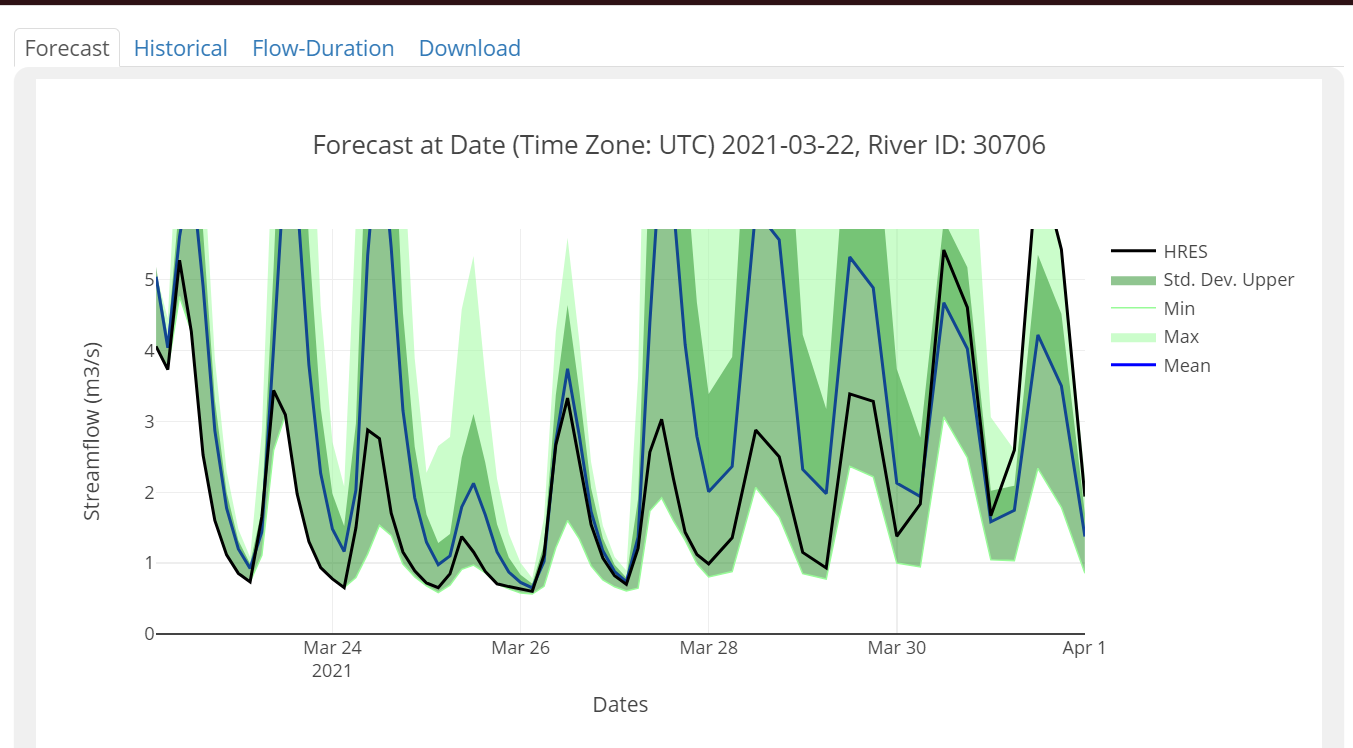 Forecast Historical Flow-Duration Download
Forecast at Date (Time Zone: UTC) 2021-03-22, River ID: 30706
HRES
Std. Dev. Upper
Min
Max
Mean
5
4
3
2
1
0
Streamflow (m3/s)
Mar 24 Mar 26 Mar 28 Mar 30 Apr 1
2021
Dates